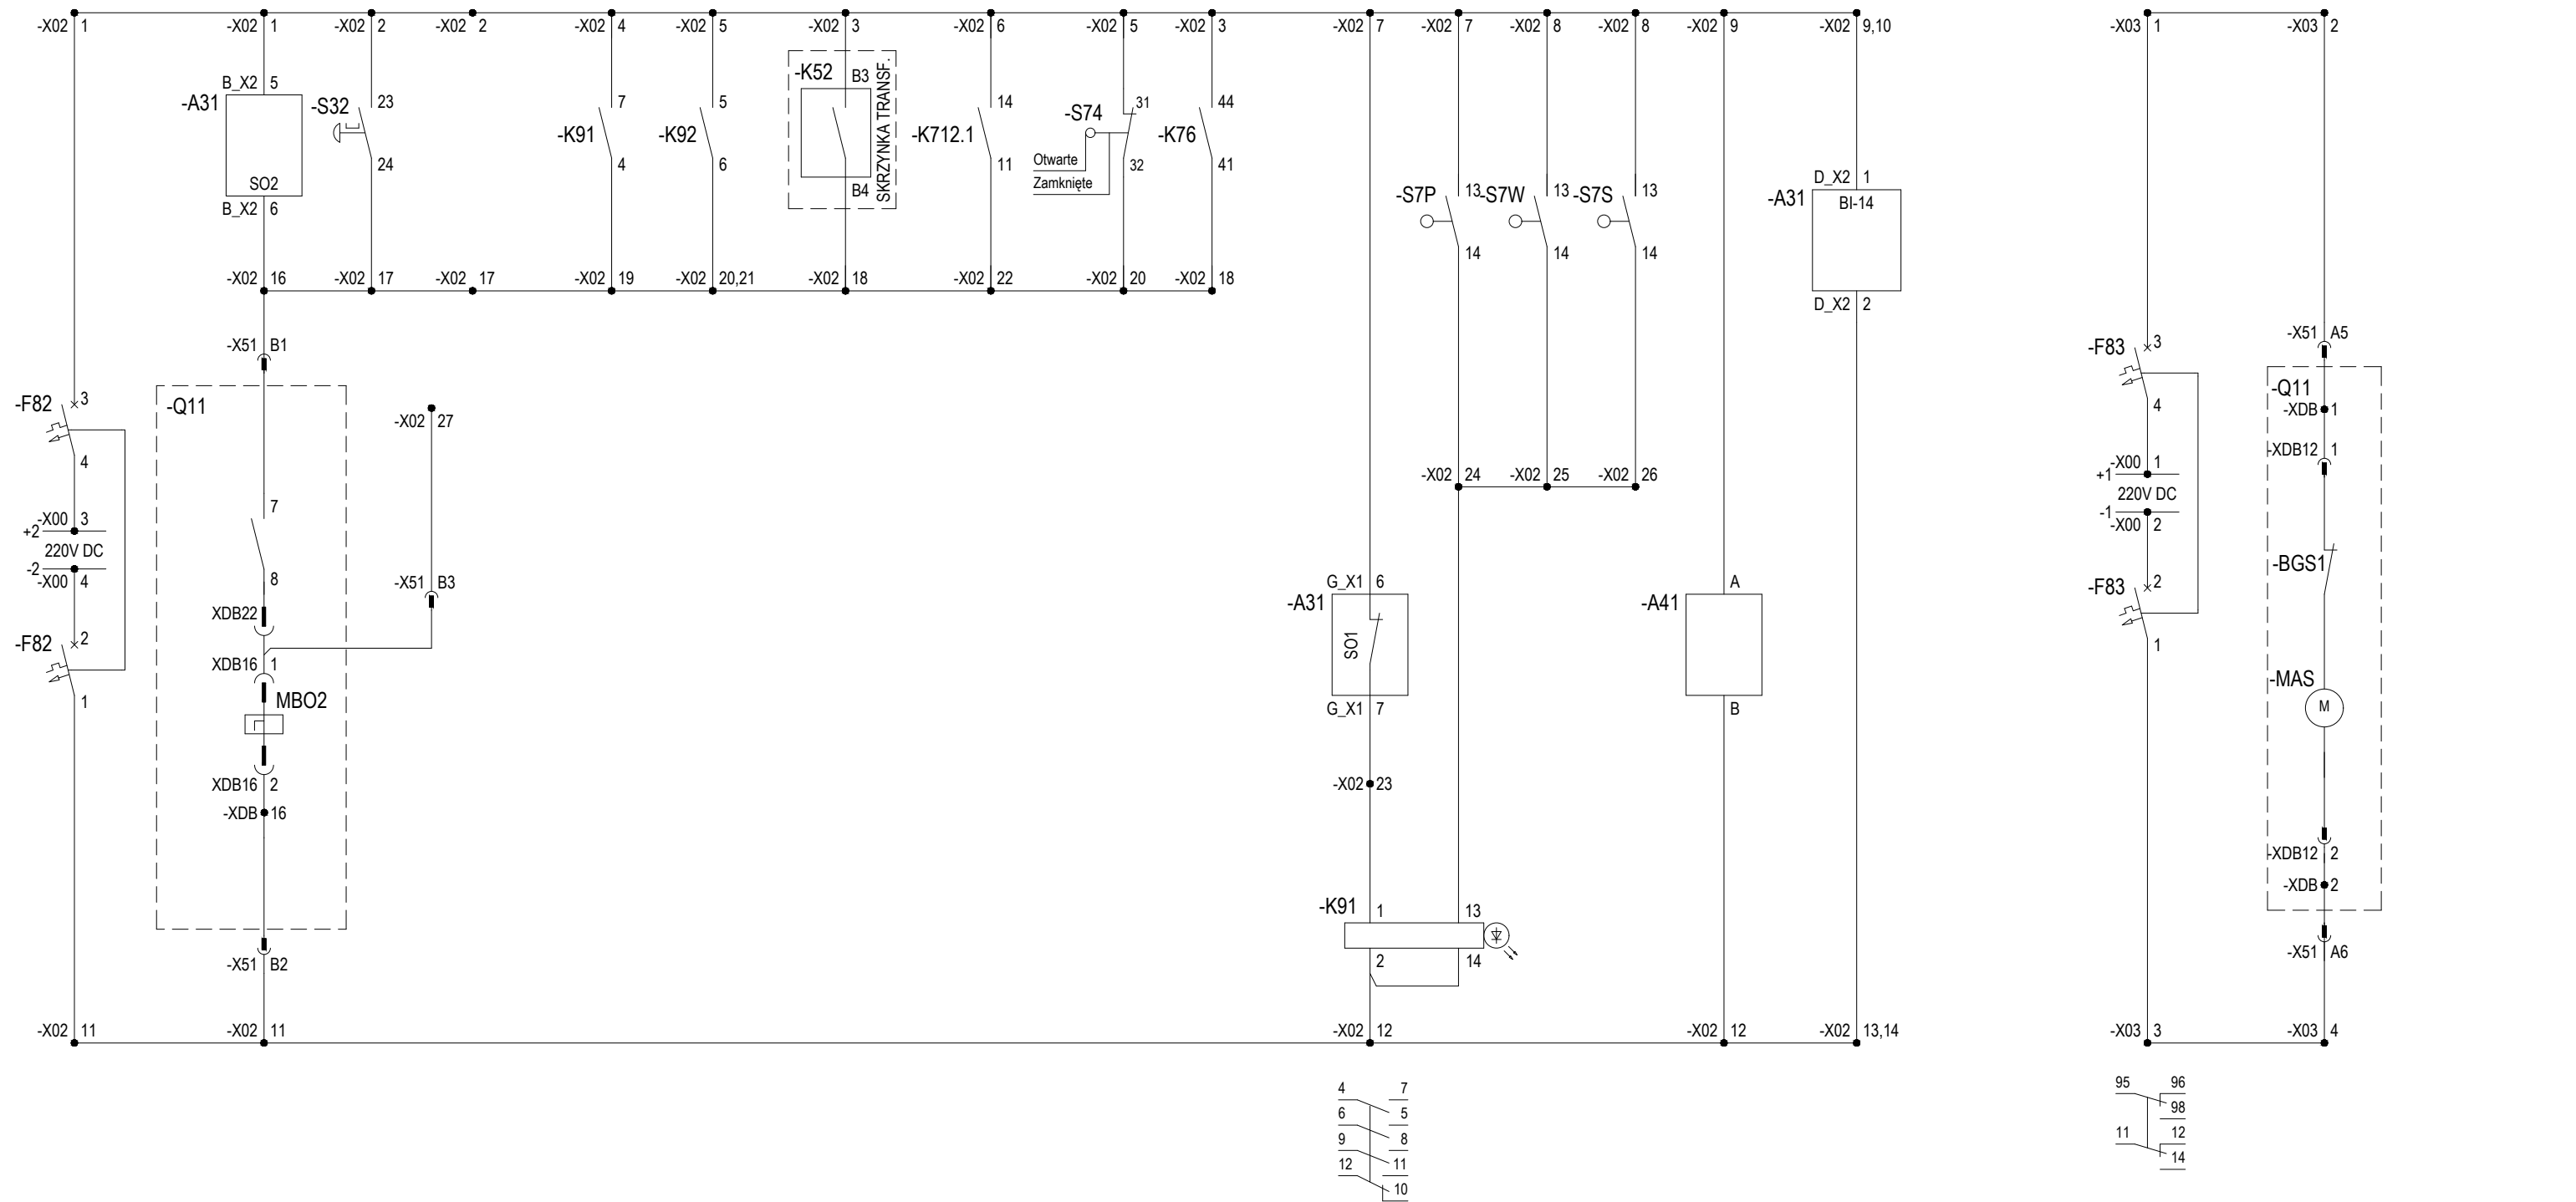 -X02 1
-X02 1
-X02 2
-X02 2
-X02 4
-X02 5
-X02 3
-X02 6
-X02 5
-X02 3
-X02 7
-X02 7
-X02 8
-X02 8
-X02 9
-X02 9,10
-X03 1
-X03 2
B_X2 5
-A31
SO2
B_X2 6
-S32
23
24
-K91
7
4
-K92
5
6
-K52
B3
B4
SKRZYNKA TRANSF.
-K712.1
14
11
-S74
31
32
Otwarte
Zamknięte
-K76
44
41
-S7P
13
14
-S7W
13
14
-S7S
13
14
D_X2 1
-A31
BI-14
D_X2 2
-X02 16
-X02 17
-X02 17
-X02 19
-X02 20,21
-X02 18
-X02 22
-X02 20
-X02 18
-X51 B1
-Q11
7
8
XDB22
XDB16 1
MBO2
XDB16 2
-XDB 16
-X51 B2
-X02 27
-X51 B3
-F82
3
4
-X00 3
+2
220V DC
-2
-X00 4
-F82
2
1
-X02 24
-X02 25
-X02 26
G_X1 6
-A31
SO1
G_X1 7
-X02 23
-K91
1
13
2
14
A
-A41
B
-F83
3
4
-X00 1
+1
220V DC
-1
-X00 2
-F83
2
1
-X51 A5
-Q11
-XDB 1
-XDB12 1
-BGS1
-MAS
M
-XDB12 2
-XDB 2
-X51 A6
-X02 11
-X02 11
-X02 12
-X02 12
-X02 13,14
-X03 3
-X03 4
4 7
6 5
9 8
12 11
10
95 96
98
11 12
14